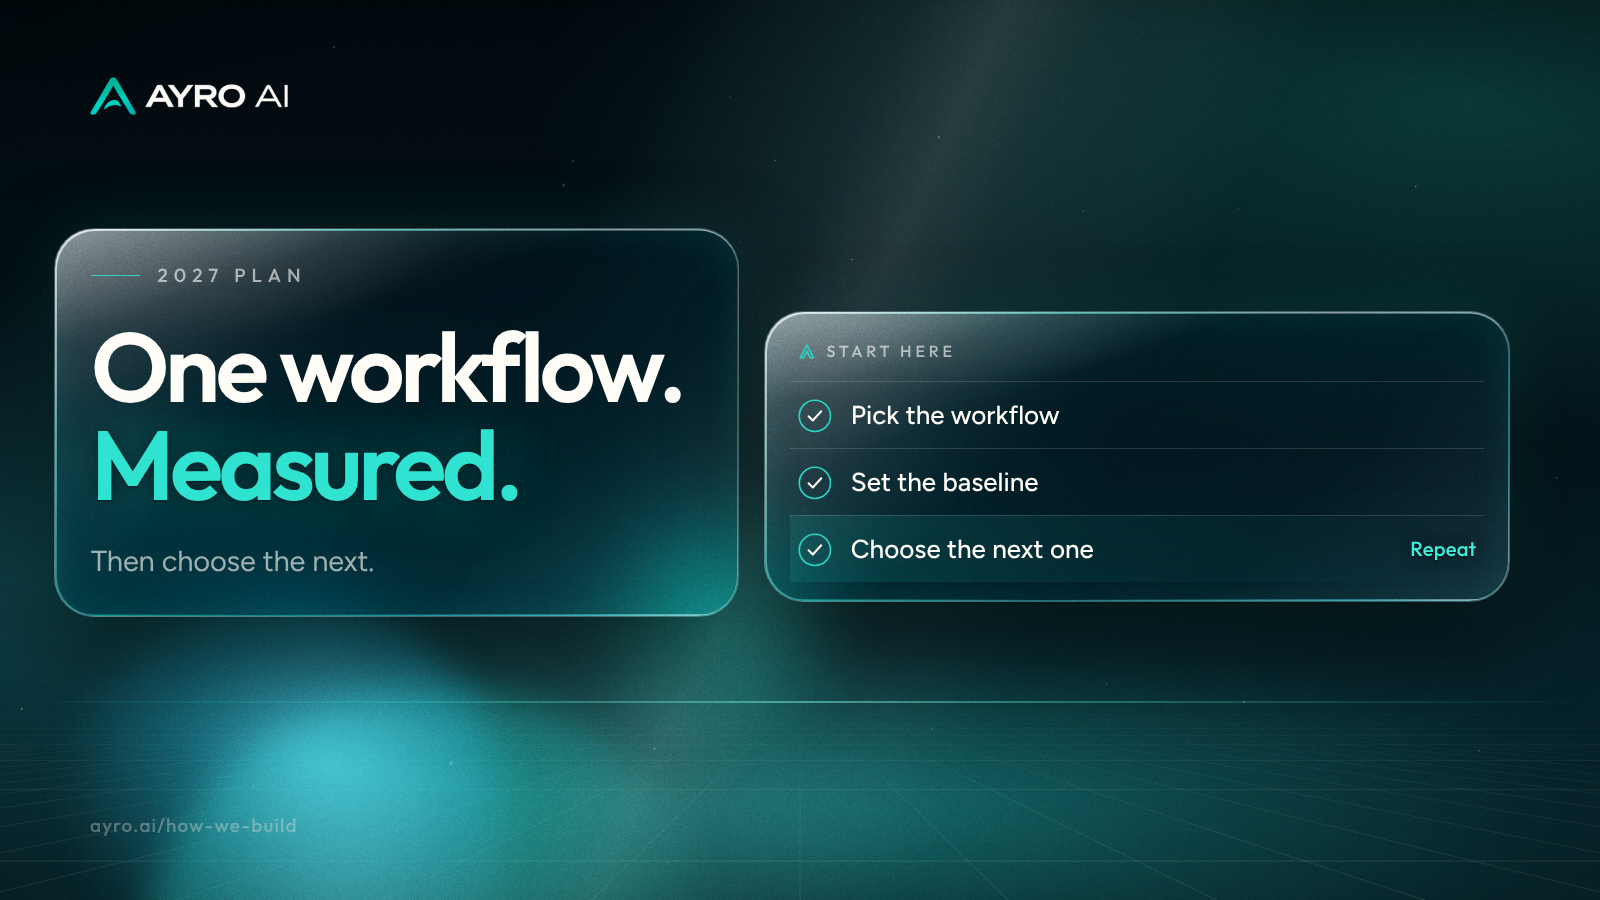 AYRO AI
2027 PLAN
One workflow.
Measured.
Then choose the next.
START HERE
Pick the workflow
Set the baseline
Choose the next one
Repeat
ayro.ai/how-we-build